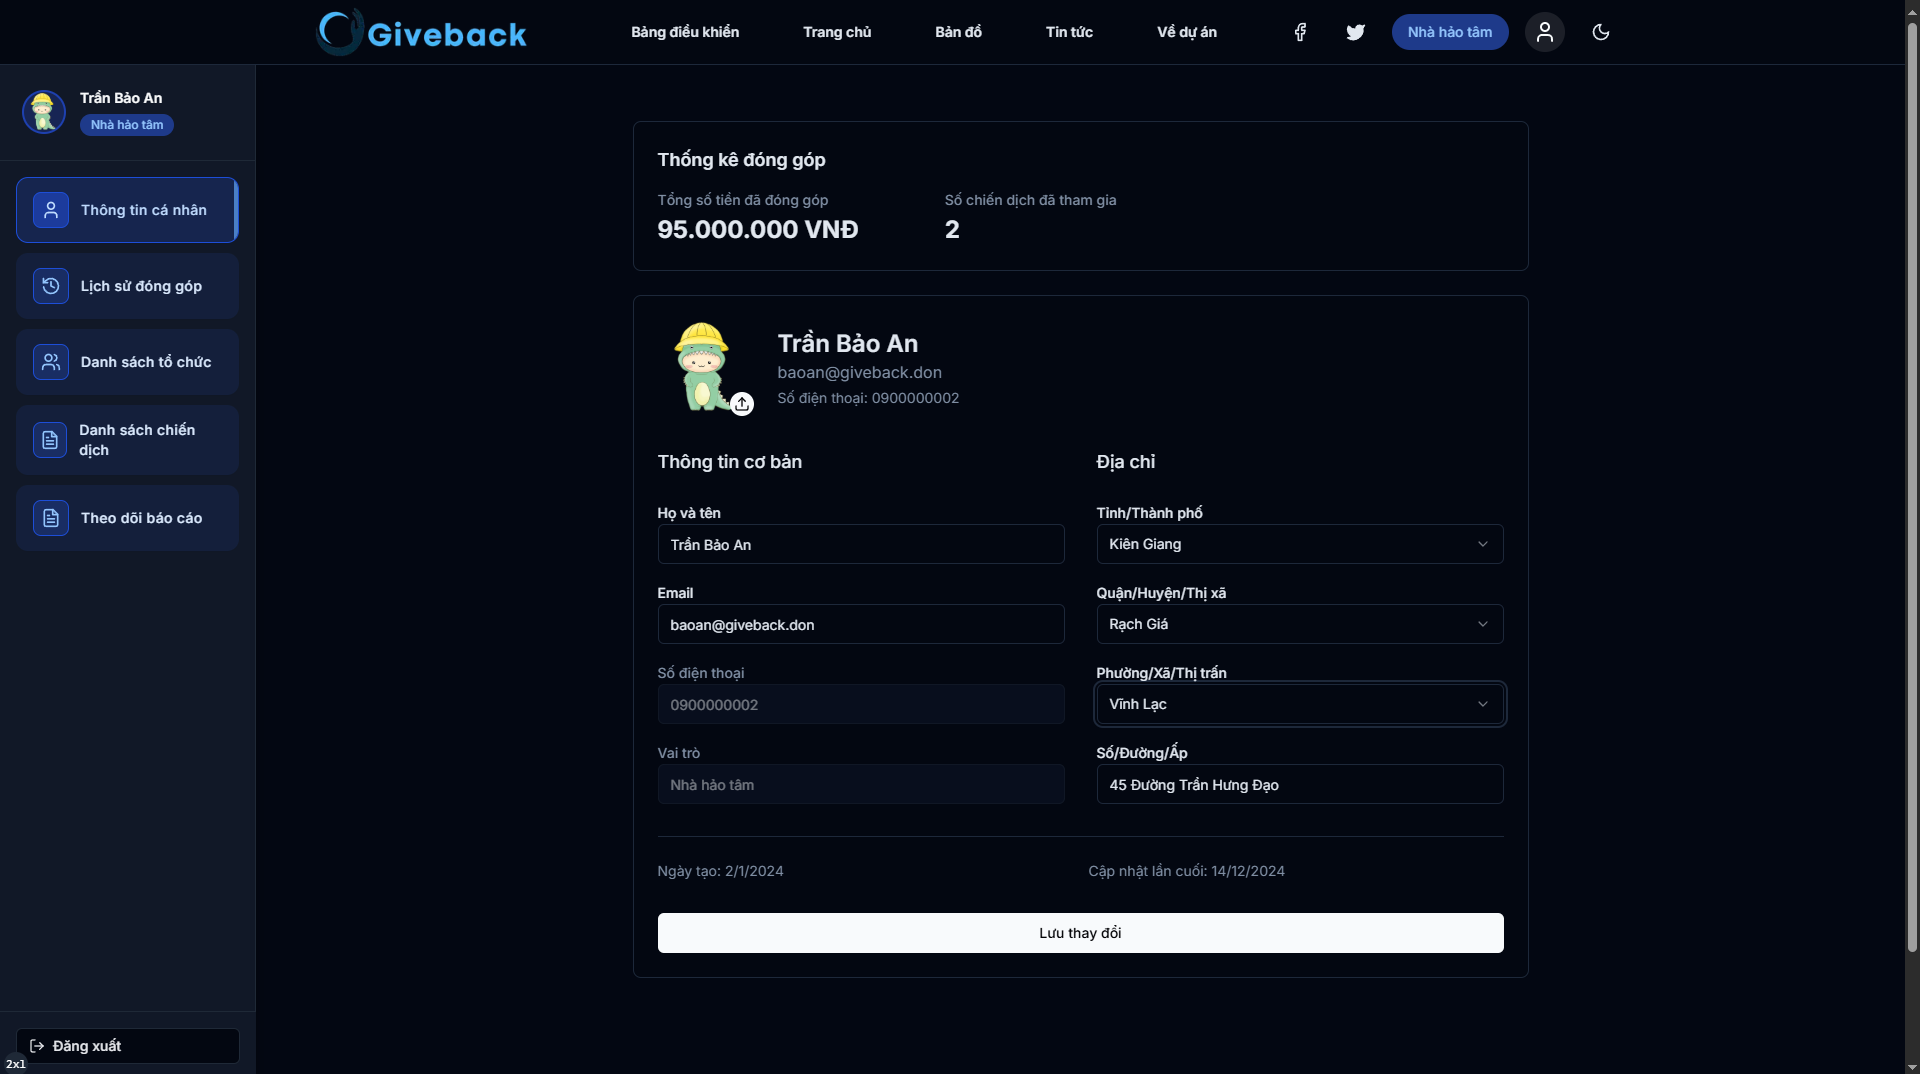 Giveback
Bảng điều khiển
Trang chủ
Bản đồ
Tin tức
Về dự án
Nhà hảo tâm
Trần Bảo An
Nhà hảo tâm
Thông tin cá nhân
Lịch sử đóng góp
Danh sách tổ chức
Danh sách chiến
dịch
Theo dõi báo cáo
Đăng xuất
2x1
Thống kê đóng góp
Tổng số tiền đã đóng góp
95.000.000 VNĐ
Số chiến dịch đã tham gia
2
Trần Bảo An
baoan@giveback.don
Số điện thoại: 0900000002
Thông tin cơ bản
Họ và tên
Trần Bảo An
Email
baoan@giveback.don
Số điện thoại
0900000002
Vai trò
Nhà hảo tâm
Địa chỉ
Tỉnh/Thành phố
Kiên Giang
Quận/Huyện/Thị xã
Rạch Giá
Phường/Xã/Thị trấn
Vĩnh Lạc
Số/Đường/Ấp
45 Đường Trần Hưng Đạo
Ngày tạo: 2/1/2024
Cập nhật lần cuối: 14/12/2024
Lưu thay đổi